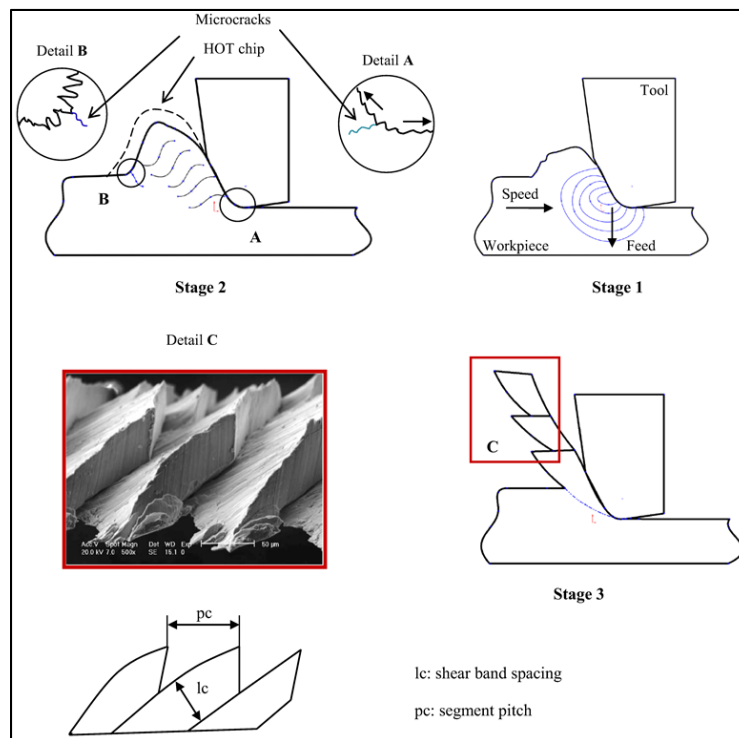 Microcracks
Detail B
HOT chip
Detail A
B
A
Stage 2
Tool
Speed
Workpiece
Feed
Stage 1
Detail C
Acc.V Spot Magn Det WD Exp
20.0 kV 7.0 500x SE 15.1 0 50 µm
C
Stage 3
pc
lc
lc: shear band spacing
pc: segment pitch